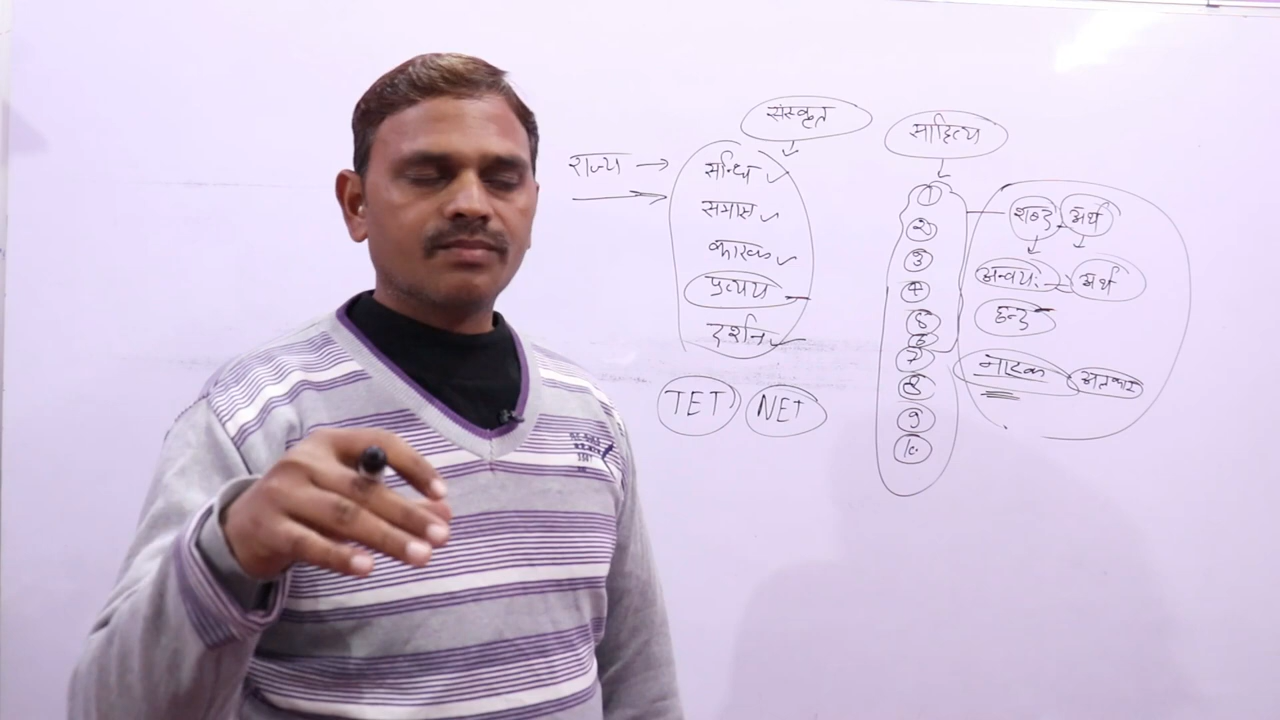 संस्कृत
राज्य →
सन्धि ✓
समास ✓
कारक ✓
प्रत्यय
दर्शन ✓
TET NET
साहित्य
1
2
3
4
5
6
7
8
9
10
शब्द - अर्थ
अन्वयः = अर्थ
छन्द
नाटक अलंकार